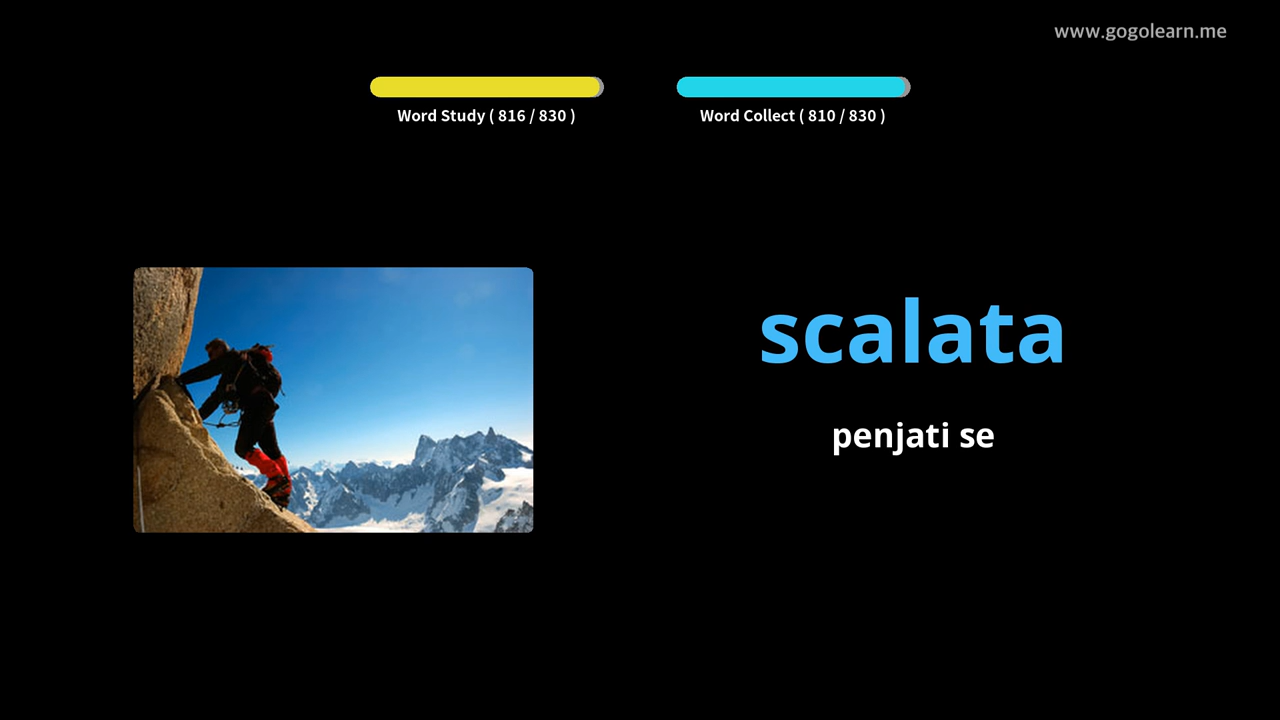 www.gogolearn.me
Word Study ( 816 / 830 )
Word Collect ( 810 / 830 )
scalata
penjati se